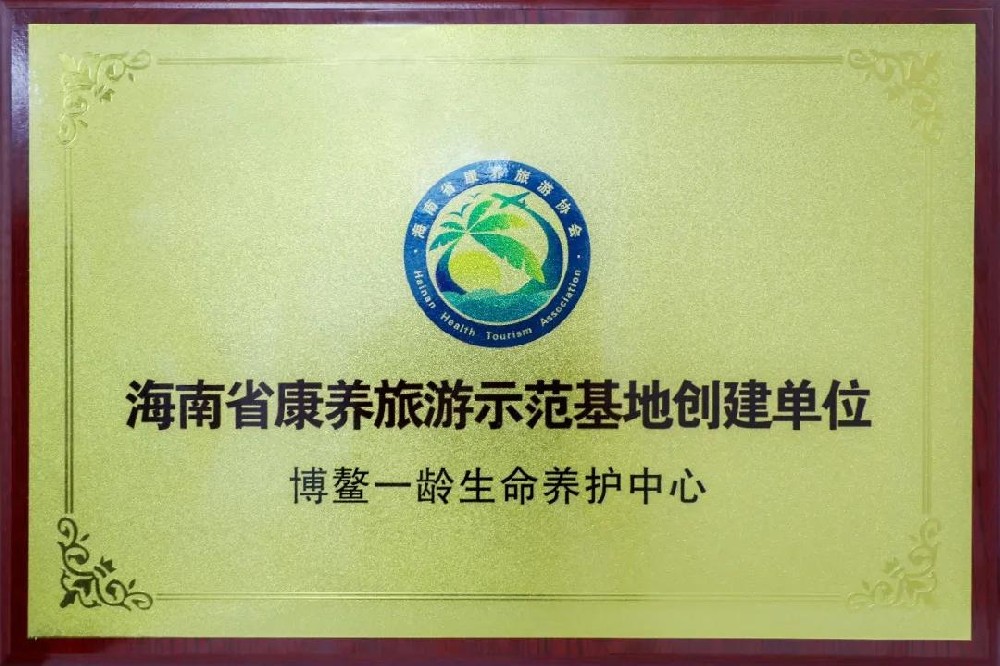 海南省康养旅游协会
Hainan Health Tourism Association
海南省康养旅游示范基地创建单位
博鳌一龄生命养护中心